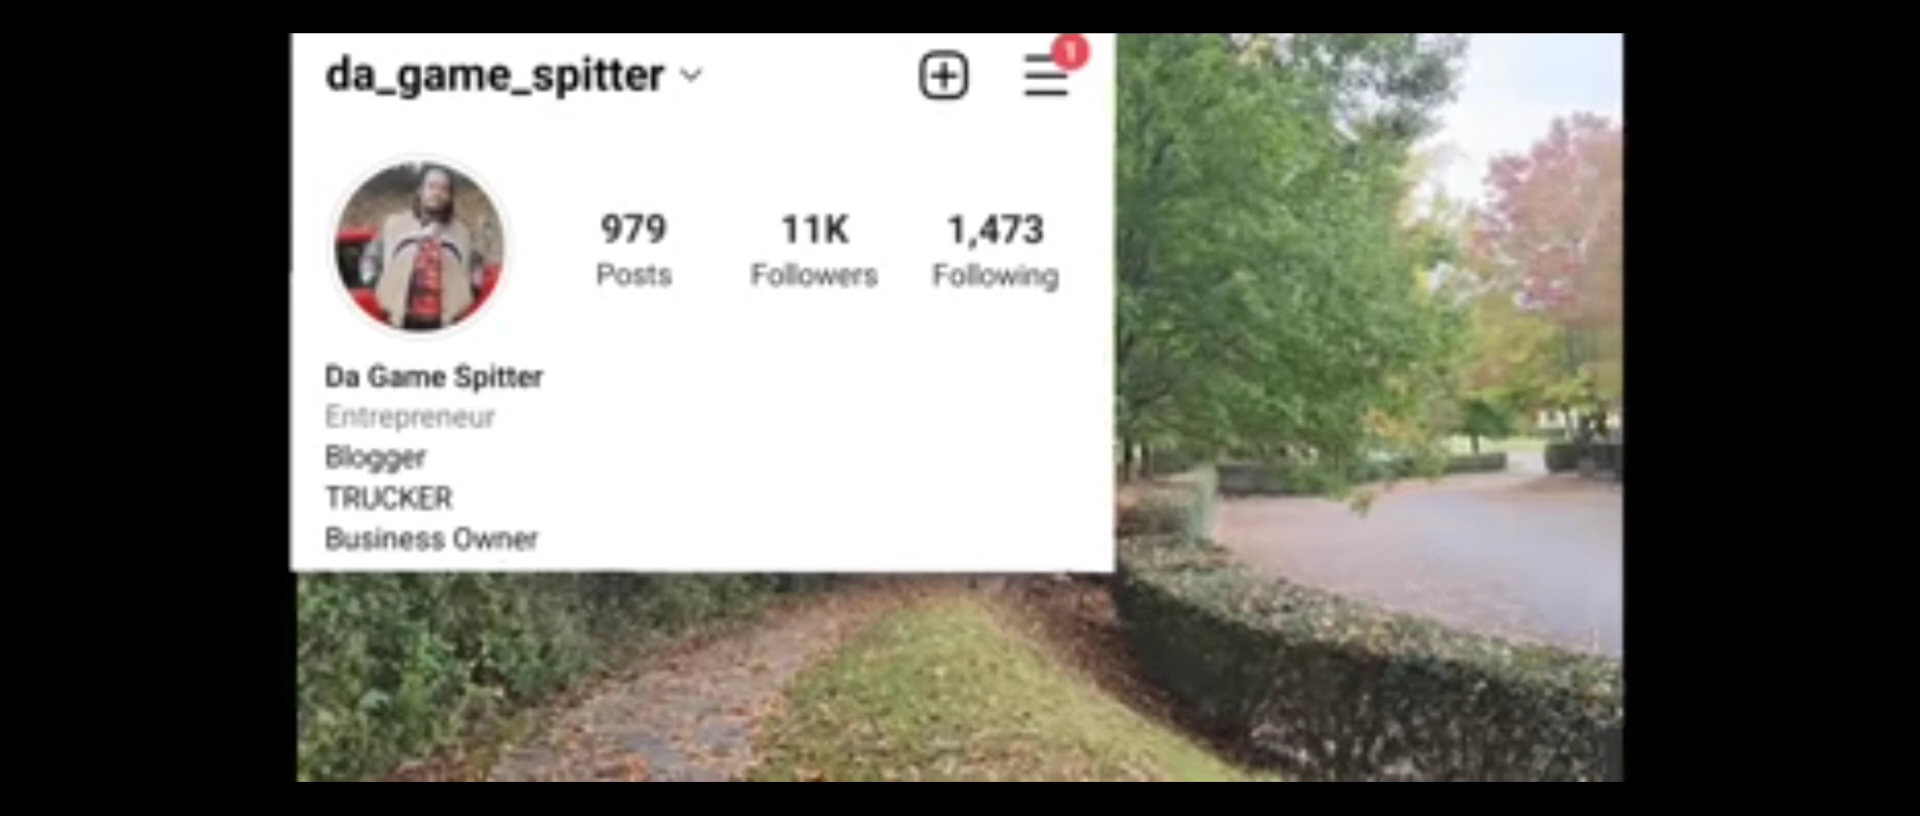 da_game_spitter
1
979 11K 1,473
Posts Followers Following
Da Game Spitter
Entrepreneur
Blogger
TRUCKER
Business Owner